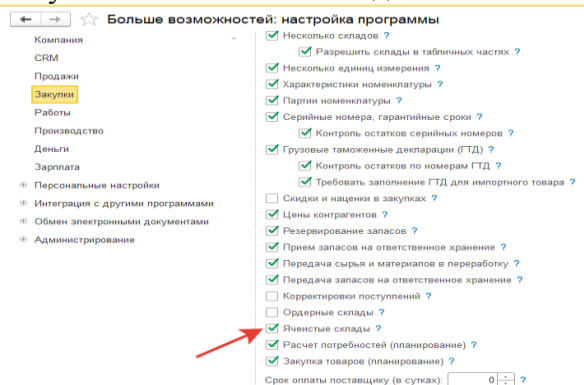 Больше возможностей: настройка программы
Компания
CRM
Продажи
Закупки
Работы
Производство
Деньги
Зарплата
Персональные настройки
Интеграция с другими программами
Обмен электронными документами
Администрирование
Несколько складов ?
Разрешить склады в табличных частях ?
Несколько единиц измерения ?
Характеристики номенклатуры ?
Партии номенклатуры ?
Серийные номера, гарантийные сроки ?
Контроль остатков серийных номеров ?
Грузовые таможенные декларации (ГТД) ?
Контроль остатков по номерам ГТД ?
Требовать заполнение ГТД для импортного товара ?
Скидки и наценки в закупках ?
Цены контрагентов ?
Резервирование запасов ?
Прием запасов на ответственное хранение ?
Передача сырья и материалов в переработку ?
Передача запасов на ответственное хранение ?
Корректировки поступлений ?
Ордерные склады ?
Ячеистые склады ?
Расчет потребностей (планирование) ?
Закупка товаров (планирование) ?
Срок оплаты поставщику (в сутках): 0 ?